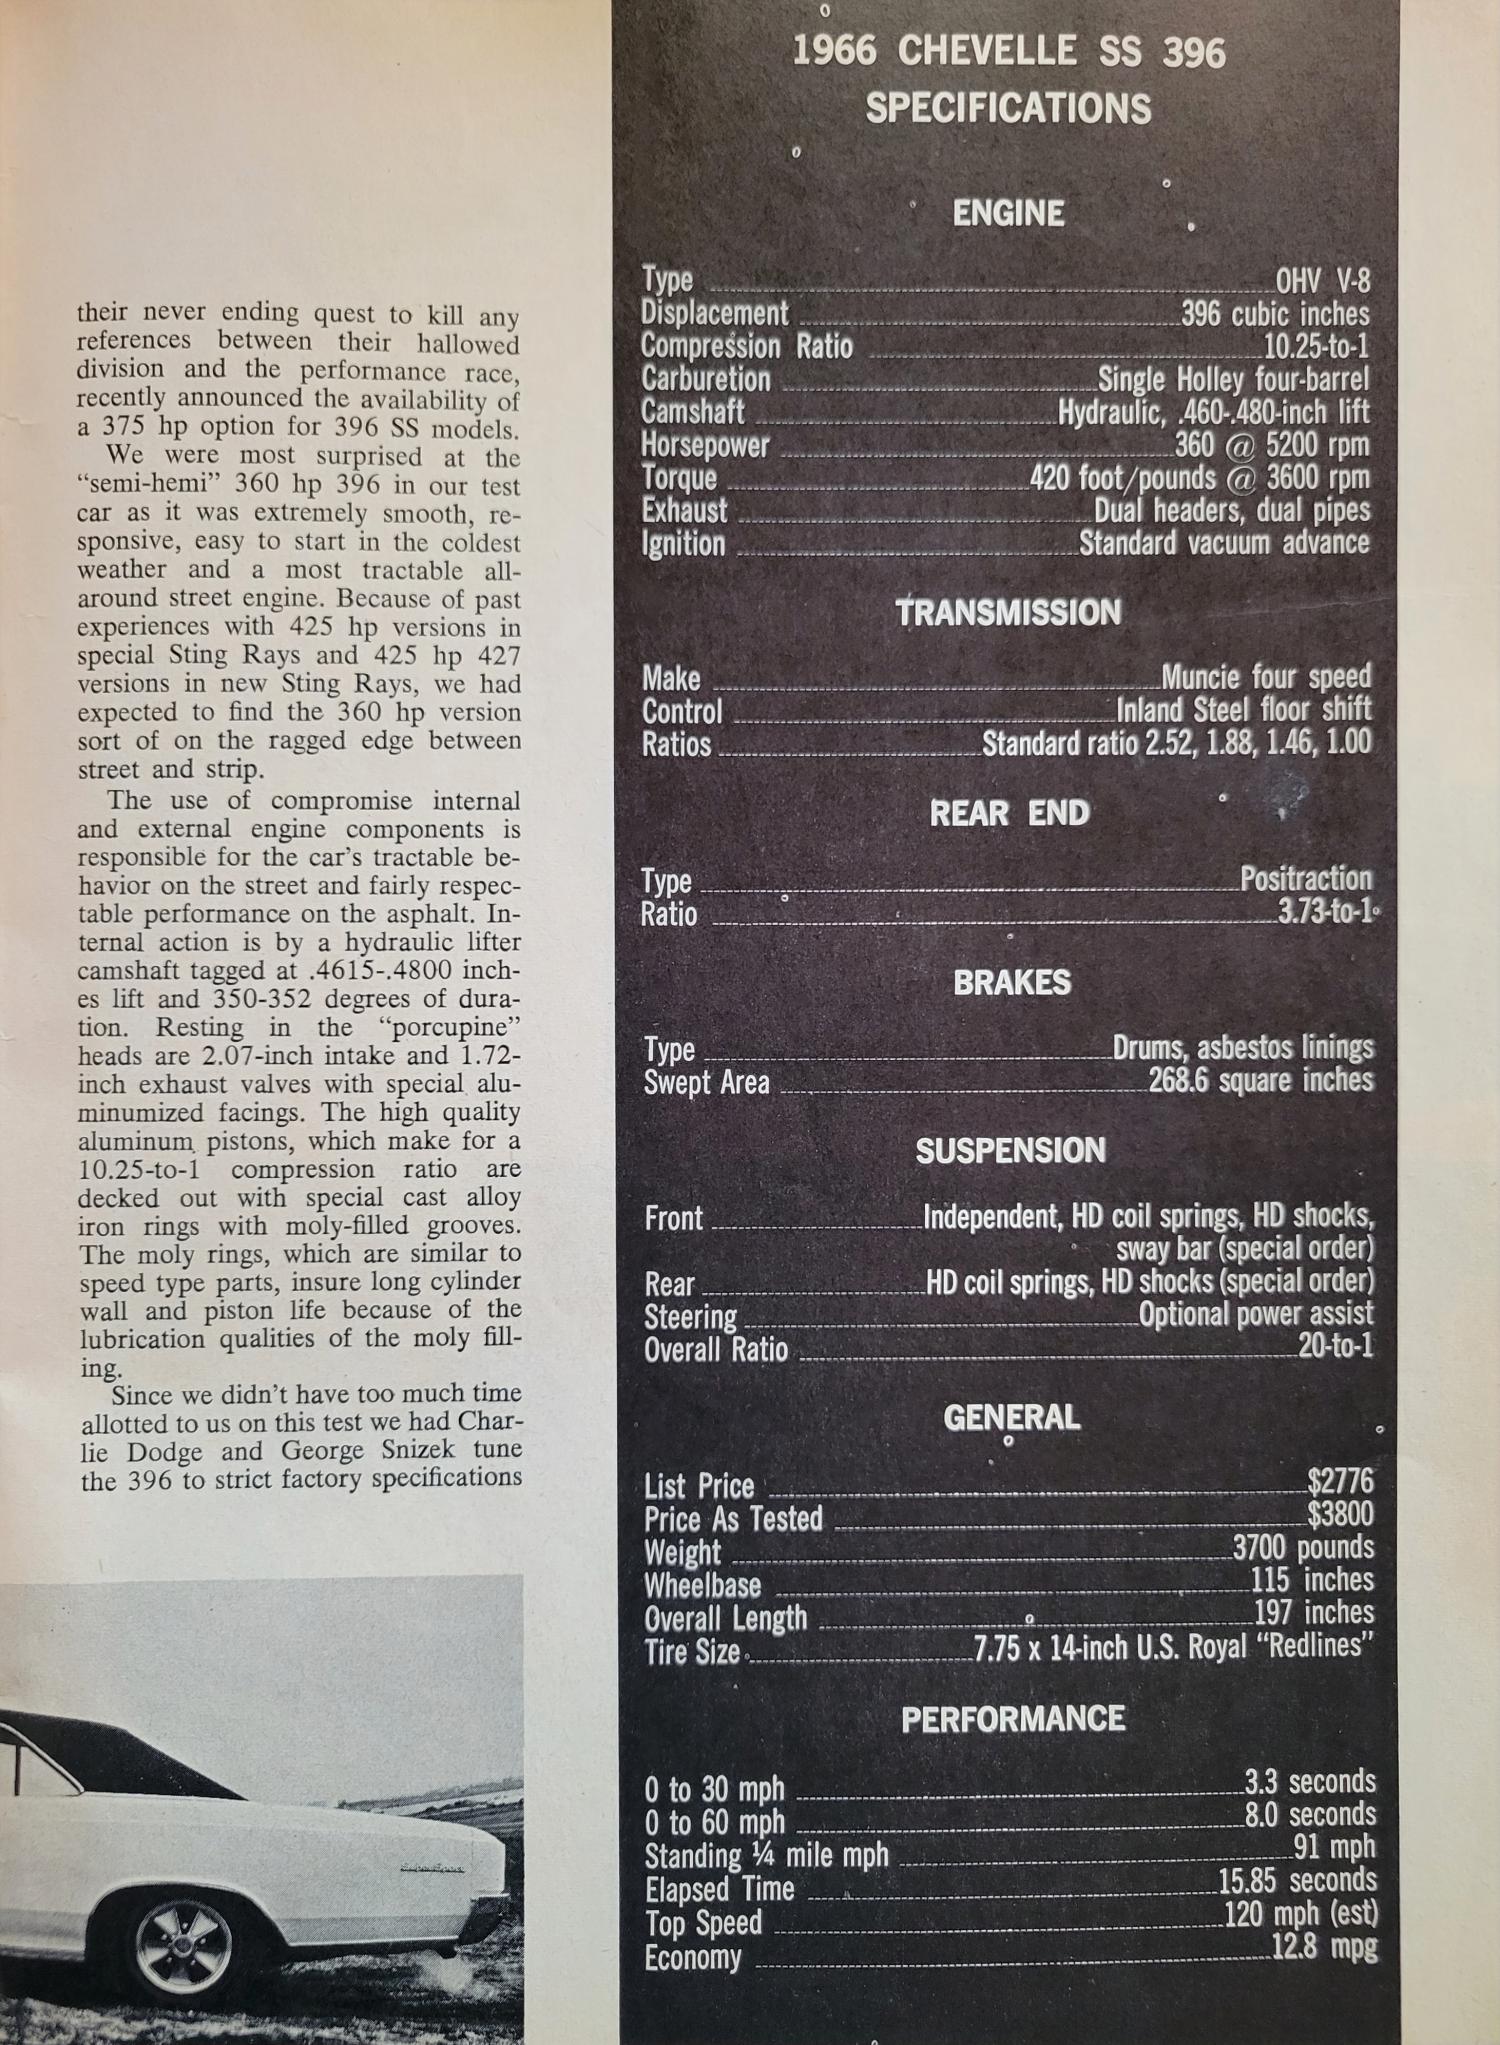 their never ending quest to kill any
references between their hallowed
division and the performance race,
recently announced the availability of
a 375 hp option for 396 SS models.
We were most surprised at the
“semi-hemi” 360 hp 396 in our test
car as it was extremely smooth, re-
sponsive, easy to start in the coldest
weather and a most tractable all-
around street engine. Because of past
experiences with 425 hp versions in
special Sting Rays and 425 hp 427
versions in new Sting Rays, we had
expected to find the 360 hp version
sort of on the ragged edge between
street and strip.
The use of compromise internal
and external engine components is
responsible for the car’s tractable be-
havior on the street and fairly respec-
table performance on the asphalt. In-
ternal action is by a hydraulic lifter
camshaft tagged at .4615-.4800 inch-
es lift and 350-352 degrees of dura-
tion. Resting in the “porcupine”
heads are 2.07-inch intake and 1.72-
inch exhaust valves with special alu-
minumized facings. The high quality
aluminum pistons, which make for a
10.25-to-1 compression ratio are
decked out with special cast alloy
iron rings with moly-filled grooves.
The moly rings, which are similar to
speed type parts, insure long cylinder
wall and piston life because of the
lubrication qualities of the moly fill-
ing.
Since we didn’t have too much time
allotted to us on this test we had Char-
lie Dodge and George Snizek tune
the 396 to strict factory specifications
1966 CHEVELLE SS 396
SPECIFICATIONS
ENGINE
Type OHV V-8
Displacement 396 cubic inches
Compression Ratio 10.25-to-1
Carburetion Single Holley four-barrel
Camshaft Hydraulic, .460-.480-inch lift
Horsepower 360 @ 5200 rpm
Torque 420 foot/pounds @ 3600 rpm
Exhaust Dual headers, dual pipes
Ignition Standard vacuum advance
TRANSMISSION
Make Muncie four speed
Control Inland Steel floor shift
Ratios Standard ratio 2.52, 1.88, 1.46, 1.00
REAR END
Type Positraction
Ratio 3.73-to-1
BRAKES
Type Drums, asbestos linings
Swept Area 268.6 square inches
SUSPENSION
Front Independent, HD coil springs, HD shocks,
sway bar (special order)
Rear HD coil springs, HD shocks (special order)
Steering Optional power assist
Overall Ratio 20-to-1
GENERAL
List Price $2776
Price As Tested $3800
Weight 3700 pounds
Wheelbase 115 inches
Overall Length 197 inches
Tire Size 7.75 x 14-inch U.S. Royal “Redlines”
PERFORMANCE
0 to 30 mph 3.3 seconds
0 to 60 mph 8.0 seconds
Standing ¼ mile mph 91 mph
Elapsed Time 15.85 seconds
Top Speed 120 mph (est)
Economy 12.8 mpg